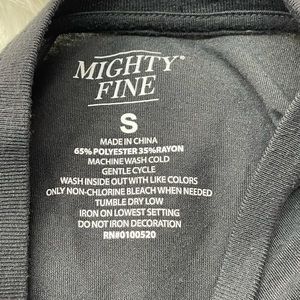 MIGHTY®
FINE
S
MADE IN CHINA
65% POLYESTER 35%RAYON
MACHINE WASH COLD
GENTLE CYCLE
WASH INSIDE OUT WITH LIKE COLORS
ONLY NON-CHLORINE BLEACH WHEN NEEDED
TUMBLE DRY LOW
IRON ON LOWEST SETTING
DO NOT IRON DECORATION
RN#0100520